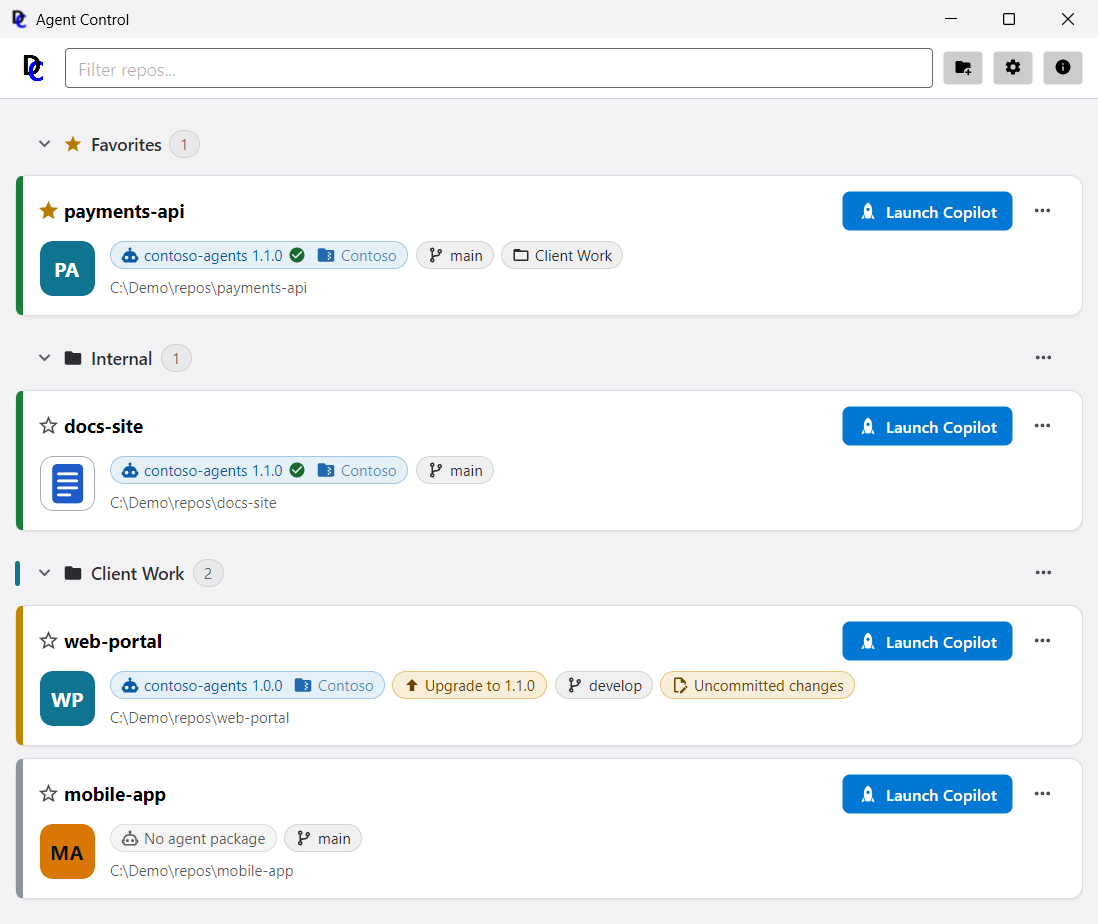 Agent Control
Filter repos...
Favorites 1
payments-api Launch Copilot
PA
contoso-agents 1.1.0 Contoso main Client Work
C:\Demo\repos\payments-api
Internal 1
docs-site Launch Copilot
contoso-agents 1.1.0 Contoso main
C:\Demo\repos\docs-site
Client Work 2
web-portal Launch Copilot
WP
contoso-agents 1.0.0 Contoso Upgrade to 1.1.0 develop Uncommitted changes
C:\Demo\repos\web-portal
mobile-app Launch Copilot
MA
No agent package main
C:\Demo\repos\mobile-app